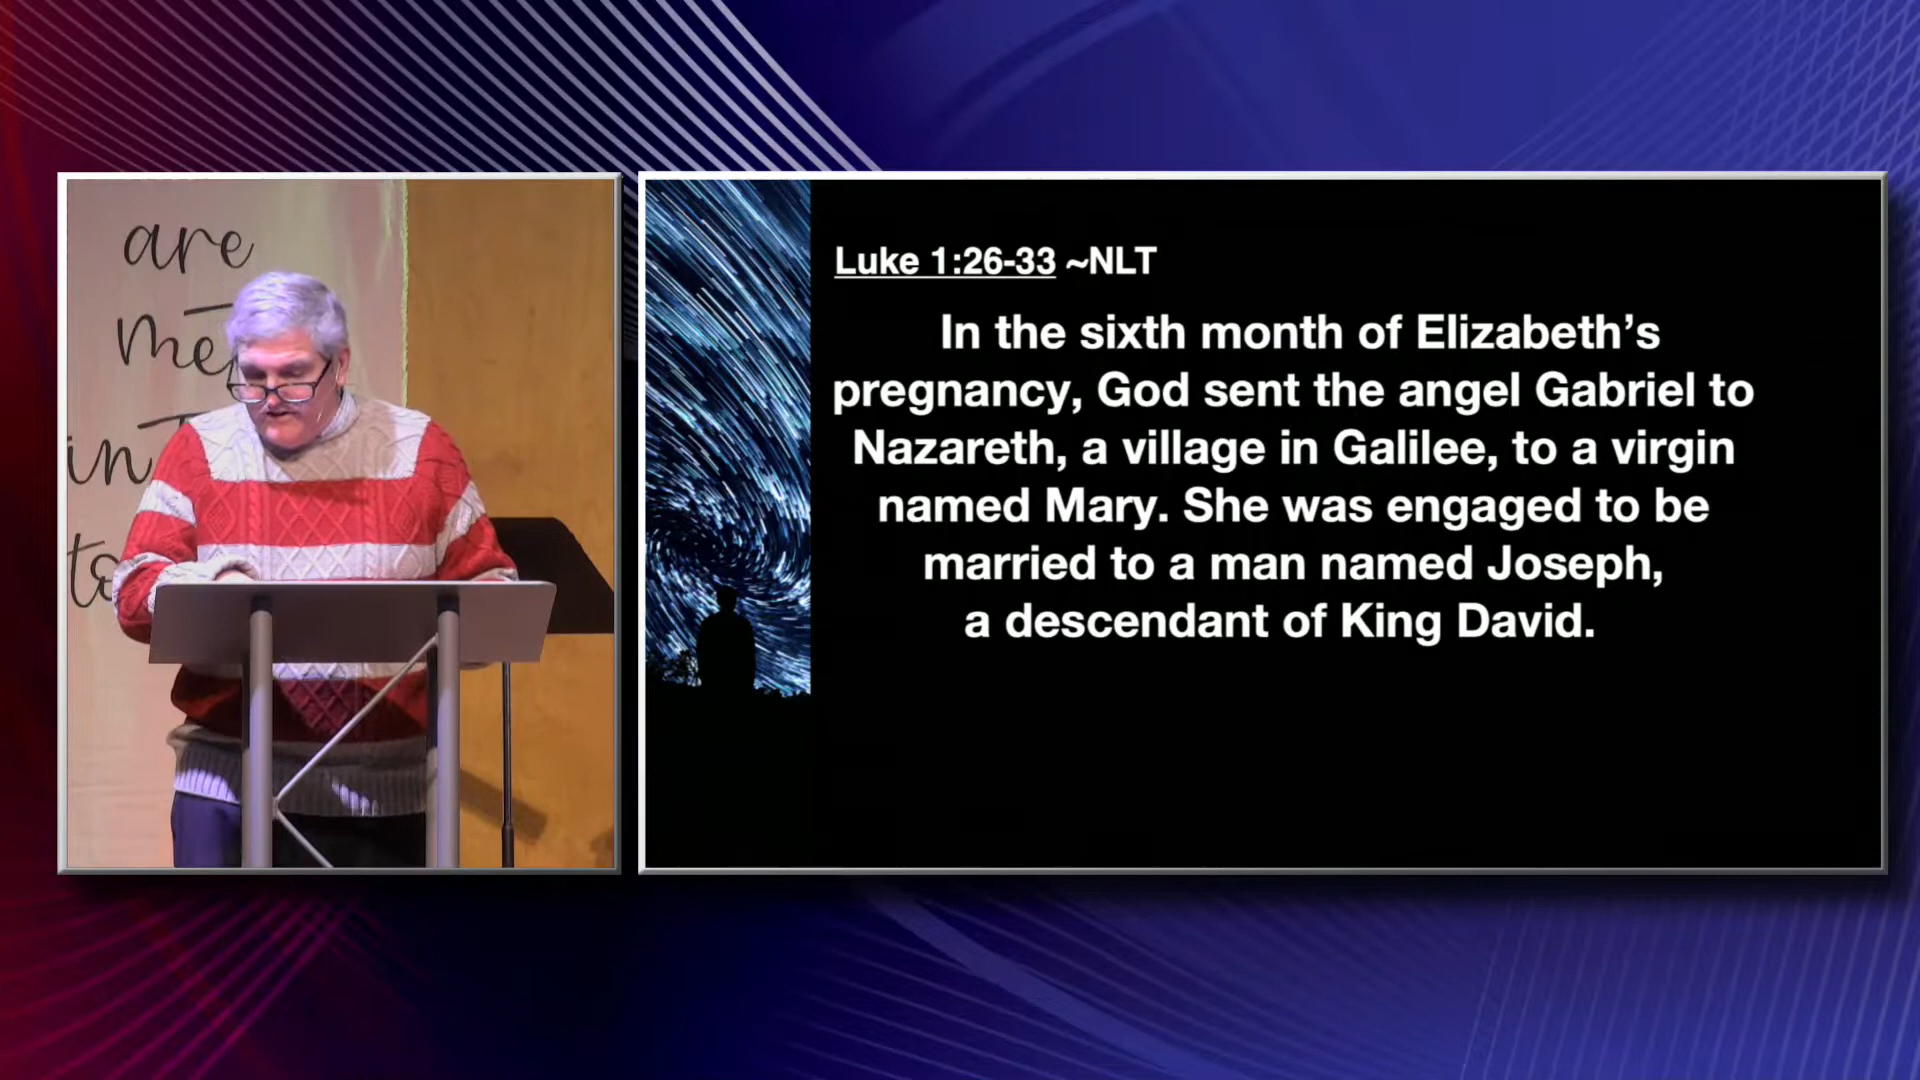 are
in
to
Luke 1:26-33 ~NLT
In the sixth month of Elizabeth’s
pregnancy, God sent the angel Gabriel to
Nazareth, a village in Galilee, to a virgin
named Mary. She was engaged to be
married to a man named Joseph,
a descendant of King David.